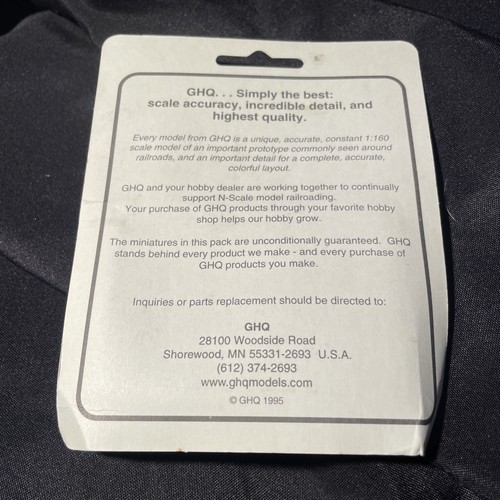 GHQ. . . Simply the best:
scale accuracy, incredible detail, and
highest quality.
Every model from GHQ is a unique, accurate, constant 1:160
scale model of an important prototype commonly seen around
railroads, and an important detail for a complete, accurate,
colorful layout.
GHQ and your hobby dealer are working together to continually
support N-Scale model railroading.
Your purchase of GHQ products through your favorite hobby
shop helps our hobby grow.
The miniatures in this pack are unconditionally guaranteed. GHQ
stands behind every product we make - and every purchase of
GHQ products you make.
Inquiries or parts replacement should be directed to:
GHQ
28100 Woodside Road
Shorewood, MN 55331-2693 U.S.A.
(612) 374-2693
www.ghqmodels.com
© GHQ 1995